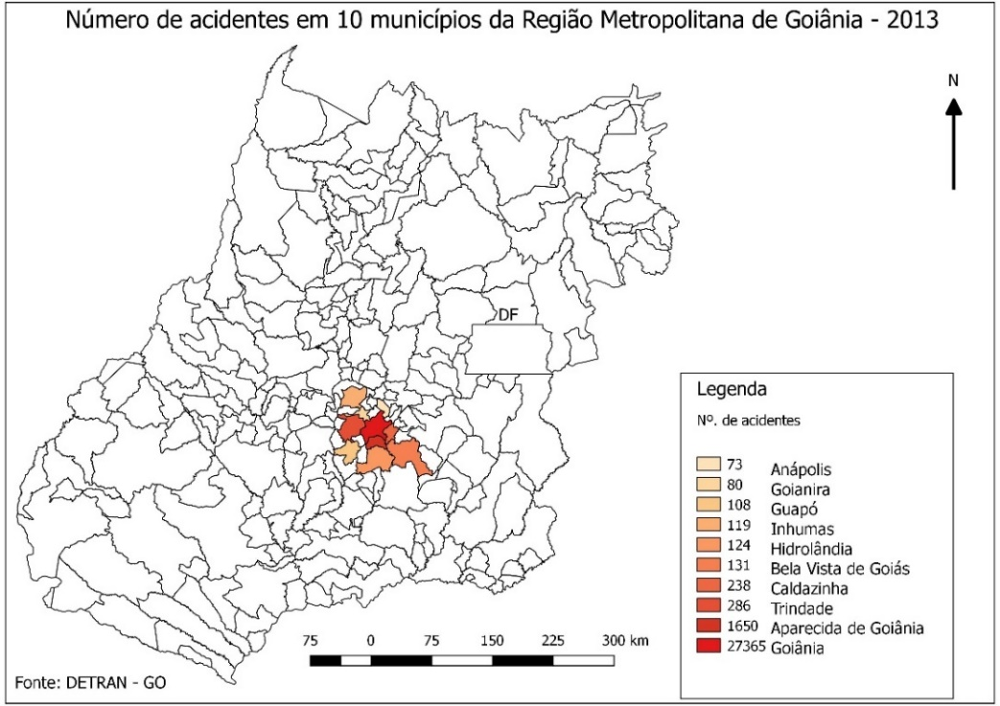 Número de acidentes em 10 municípios da Região Metropolitana de Goiânia - 2013
N
DF
Legenda
Nº. de acidentes
73 Anápolis
80 Goianira
108 Guapó
119 Inhumas
124 Hidrolândia
131 Bela Vista de Goiás
238 Caldazinha
286 Trindade
1650 Aparecida de Goiânia
27365 Goiânia
75 0 75 150 225 300 km
Fonte: DETRAN - GO